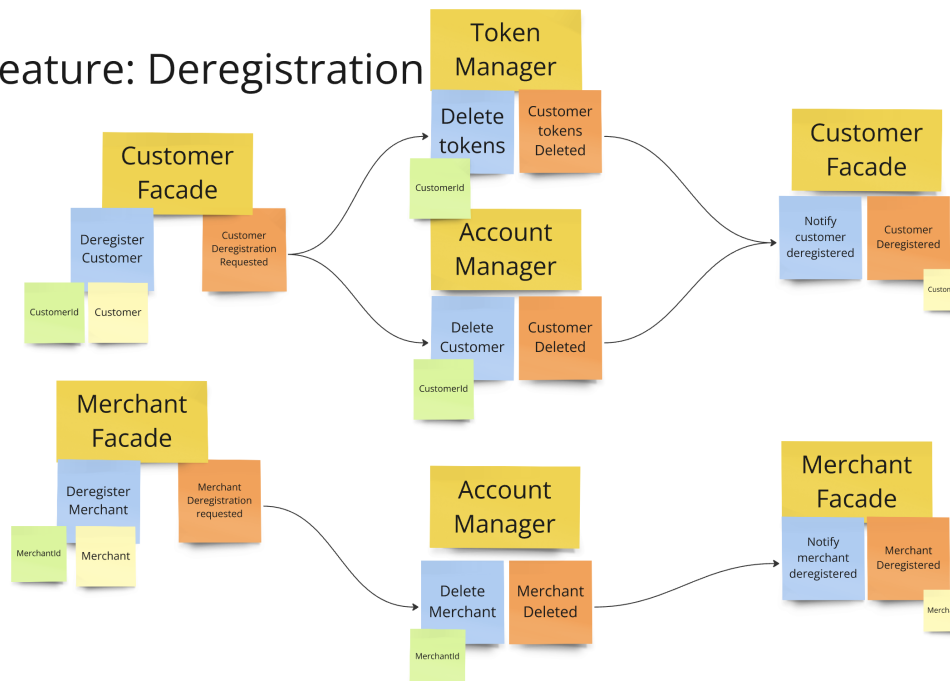 eature: Deregistration
Token
Manager
Delete
tokens
Customer
tokens
Deleted
CustomerId
Customer
Facade
Deregister
Customer
Customer
Deregistration
Requested
CustomerId
Customer
Account
Manager
Delete
Customer
Customer
Deleted
CustomerId
Customer
Facade
Notify
customer
deregistered
Customer
Deregistered
Custom
Merchant
Facade
Deregister
Merchant
Merchant
Deregistration
requested
MerchantId
Merchant
Account
Manager
Delete
Merchant
Merchant
Deleted
MerchantId
Merchant
Facade
Notify
merchant
deregistered
Merchant
Deregistered
Merch